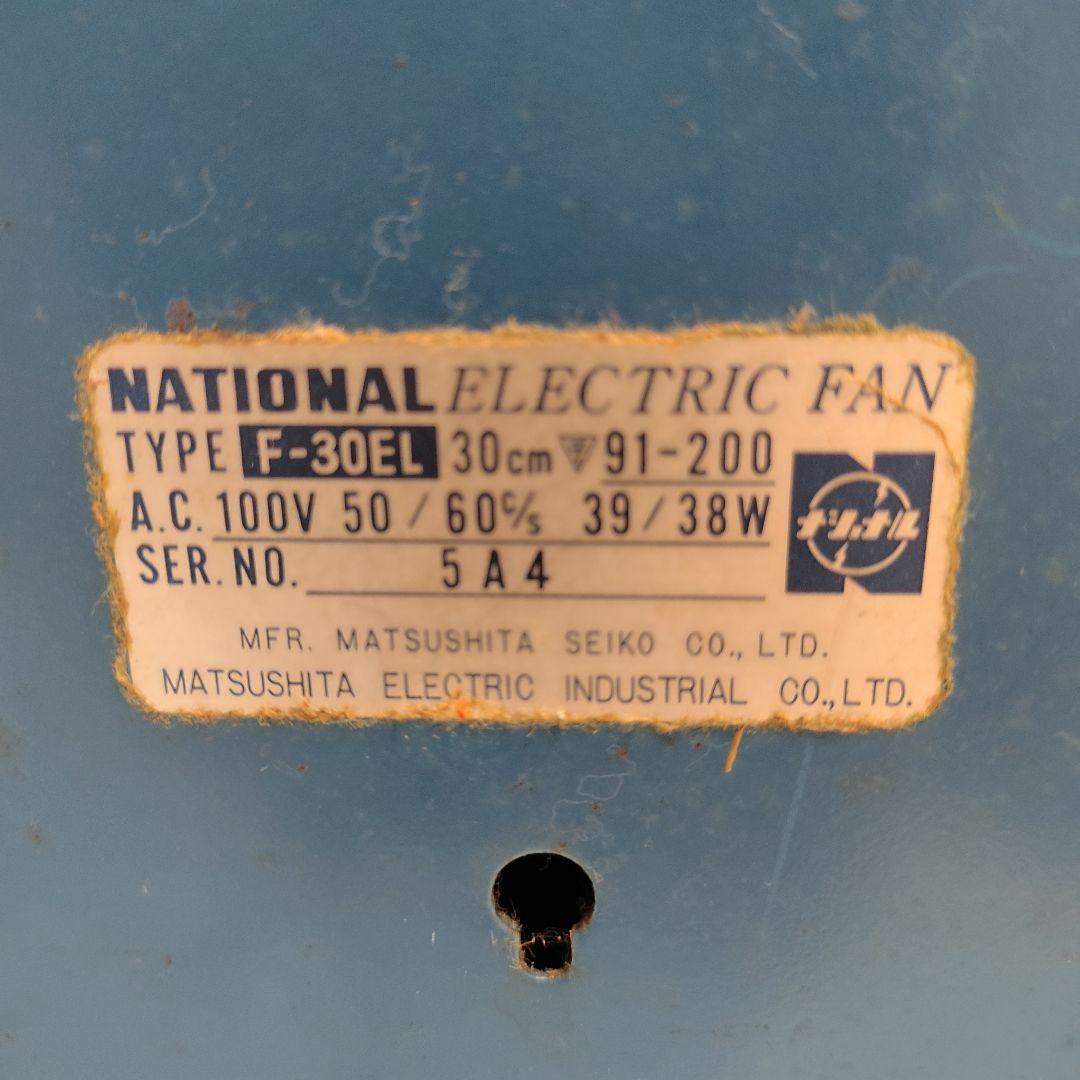 NATIONAL ELECTRIC FAN
TYPE F-30EL 30cm 〒 91-200
A.C. 100V 50/60c/s 39/38W
SER. NO. 5A4
ナショナル
MFR. MATSUSHITA SEIKO CO., LTD.
MATSUSHITA ELECTRIC INDUSTRIAL CO., LTD.